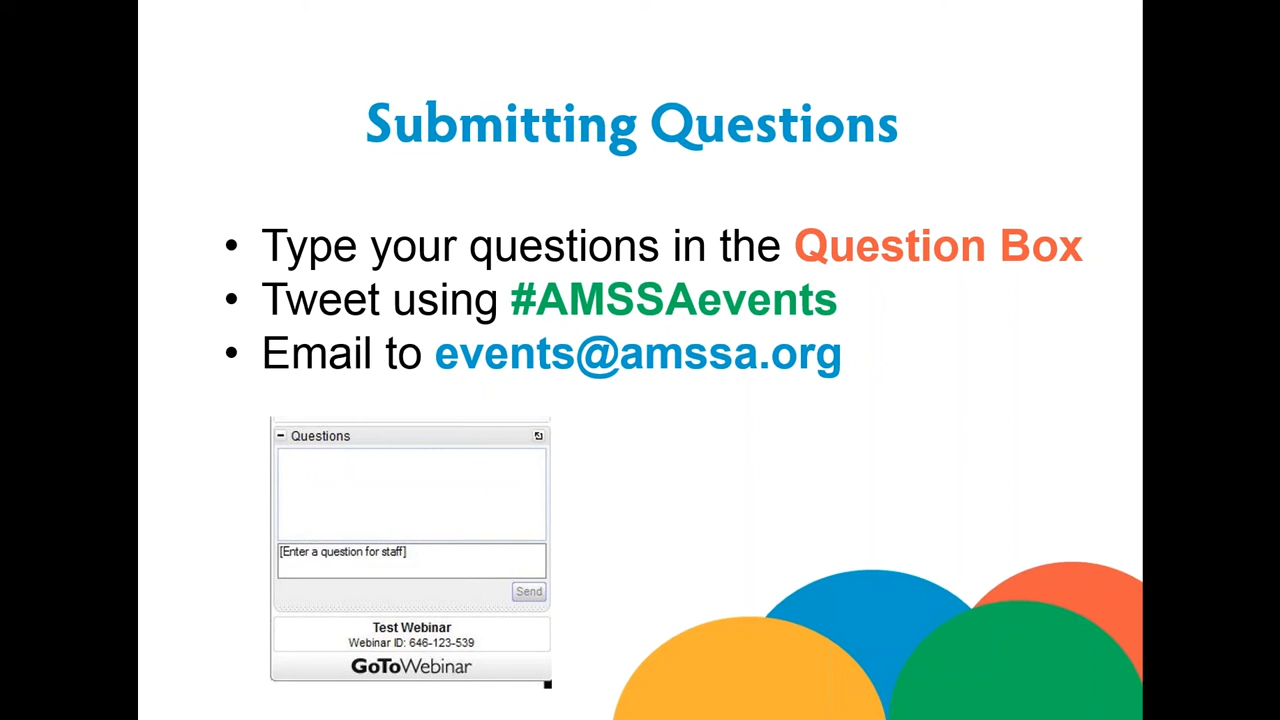 Submitting Questions
• Type your questions in the Question Box
• Tweet using #AMSSAevents
• Email to events@amssa.org
Questions
[Enter a question for staff]
Send
Test Webinar
Webinar ID: 646-123-539
GoToWebinar